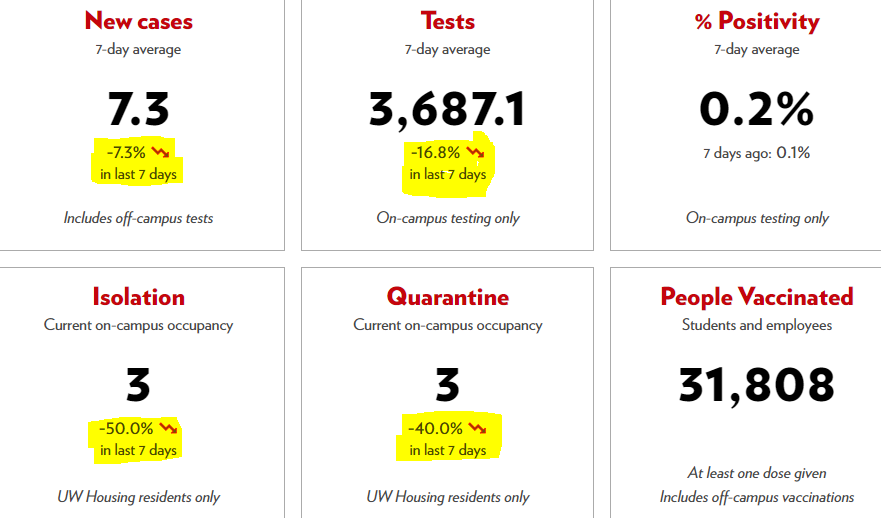 New cases
7-day average
7.3
-7.3%
in last 7 days
Includes off-campus tests
Tests
7-day average
3,687.1
-16.8%
in last 7 days
On-campus testing only
% Positivity
7-day average
0.2%
7 days ago: 0.1%
On-campus testing only
Isolation
Current on-campus occupancy
3
-50.0%
in last 7 days
UW Housing residents only
Quarantine
Current on-campus occupancy
3
-40.0%
in last 7 days
UW Housing residents only
People Vaccinated
Students and employees
31,808
At least one dose given
Includes off-campus vaccinations